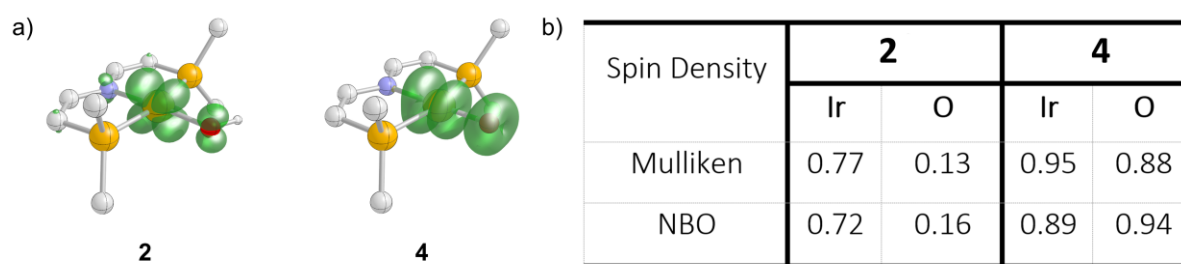 a)
2
4
b)
Spin Density 2 4
Ir O Ir O
Mulliken 0.77 0.13 0.95 0.88
NBO 0.72 0.16 0.89 0.94